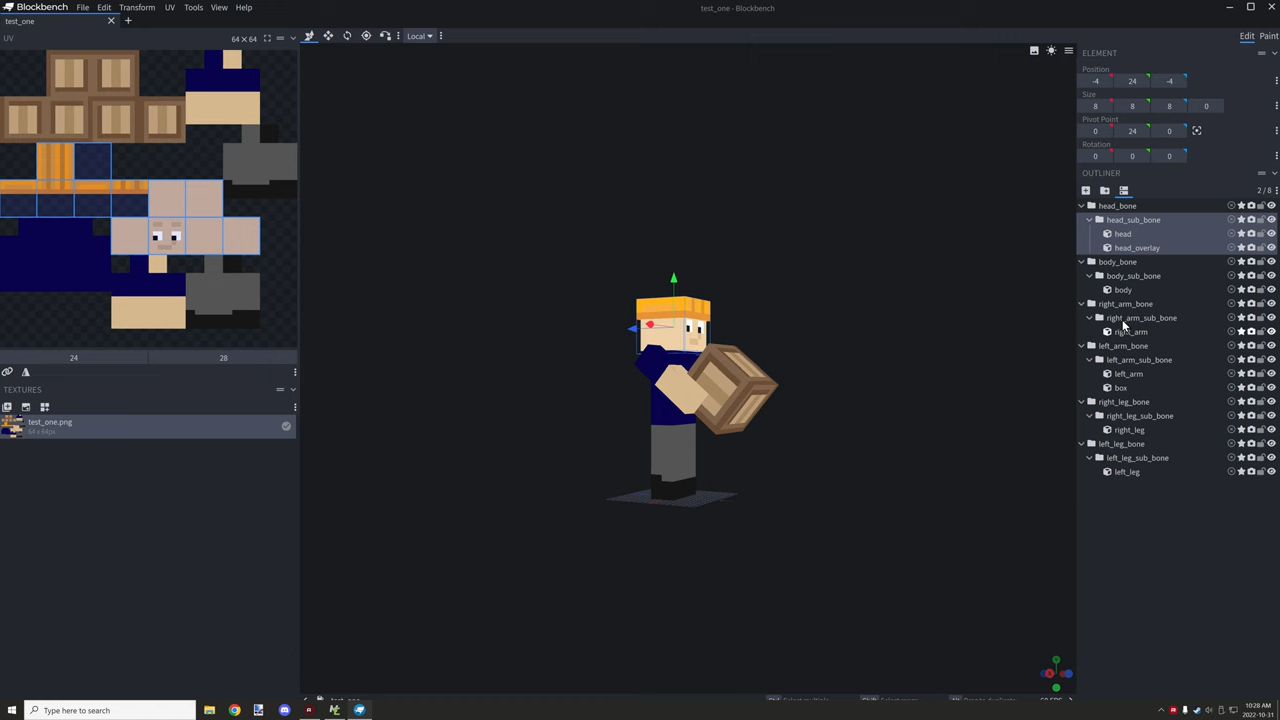 Blockbench File Edit Transform UV Tools View Help test_one - Blockbench
test_one
Edit Paint
UV 64 × 64
Local
24 28
TEXTURES
test_one.png
64 x 64px
ELEMENT
Position
-4 24 -4
Size
8 8 8 0
Pivot Point
0 24 0
Rotation
0 0 0
OUTLINER
2 / 8
head_bone
head_sub_bone
head
head_overlay
body_bone
body_sub_bone
body
right_arm_bone
right_arm_sub_bone
right_arm
left_arm_bone
left_arm_sub_bone
left_arm
box
right_leg_bone
right_leg_sub_bone
right_leg
left_leg_bone
left_leg_sub_bone
left_leg
Type here to search
10:28 AM
2022-10-31